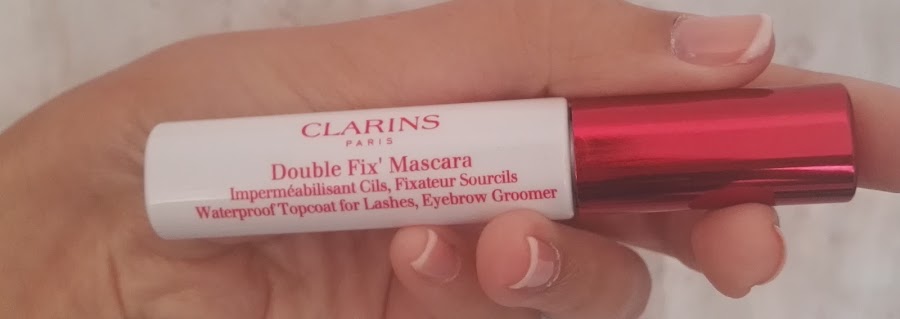 CLARINS
PARIS
Double Fix' Mascara
Imperméabilisant Cils, Fixateur Sourcils
Waterproof Topcoat for Lashes, Eyebrow Groomer